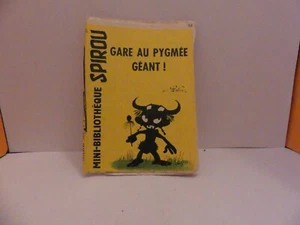 GARE AU PYGMÉE
GÉANT !
MINI-BIBLIOTHÈQUE SPIROU